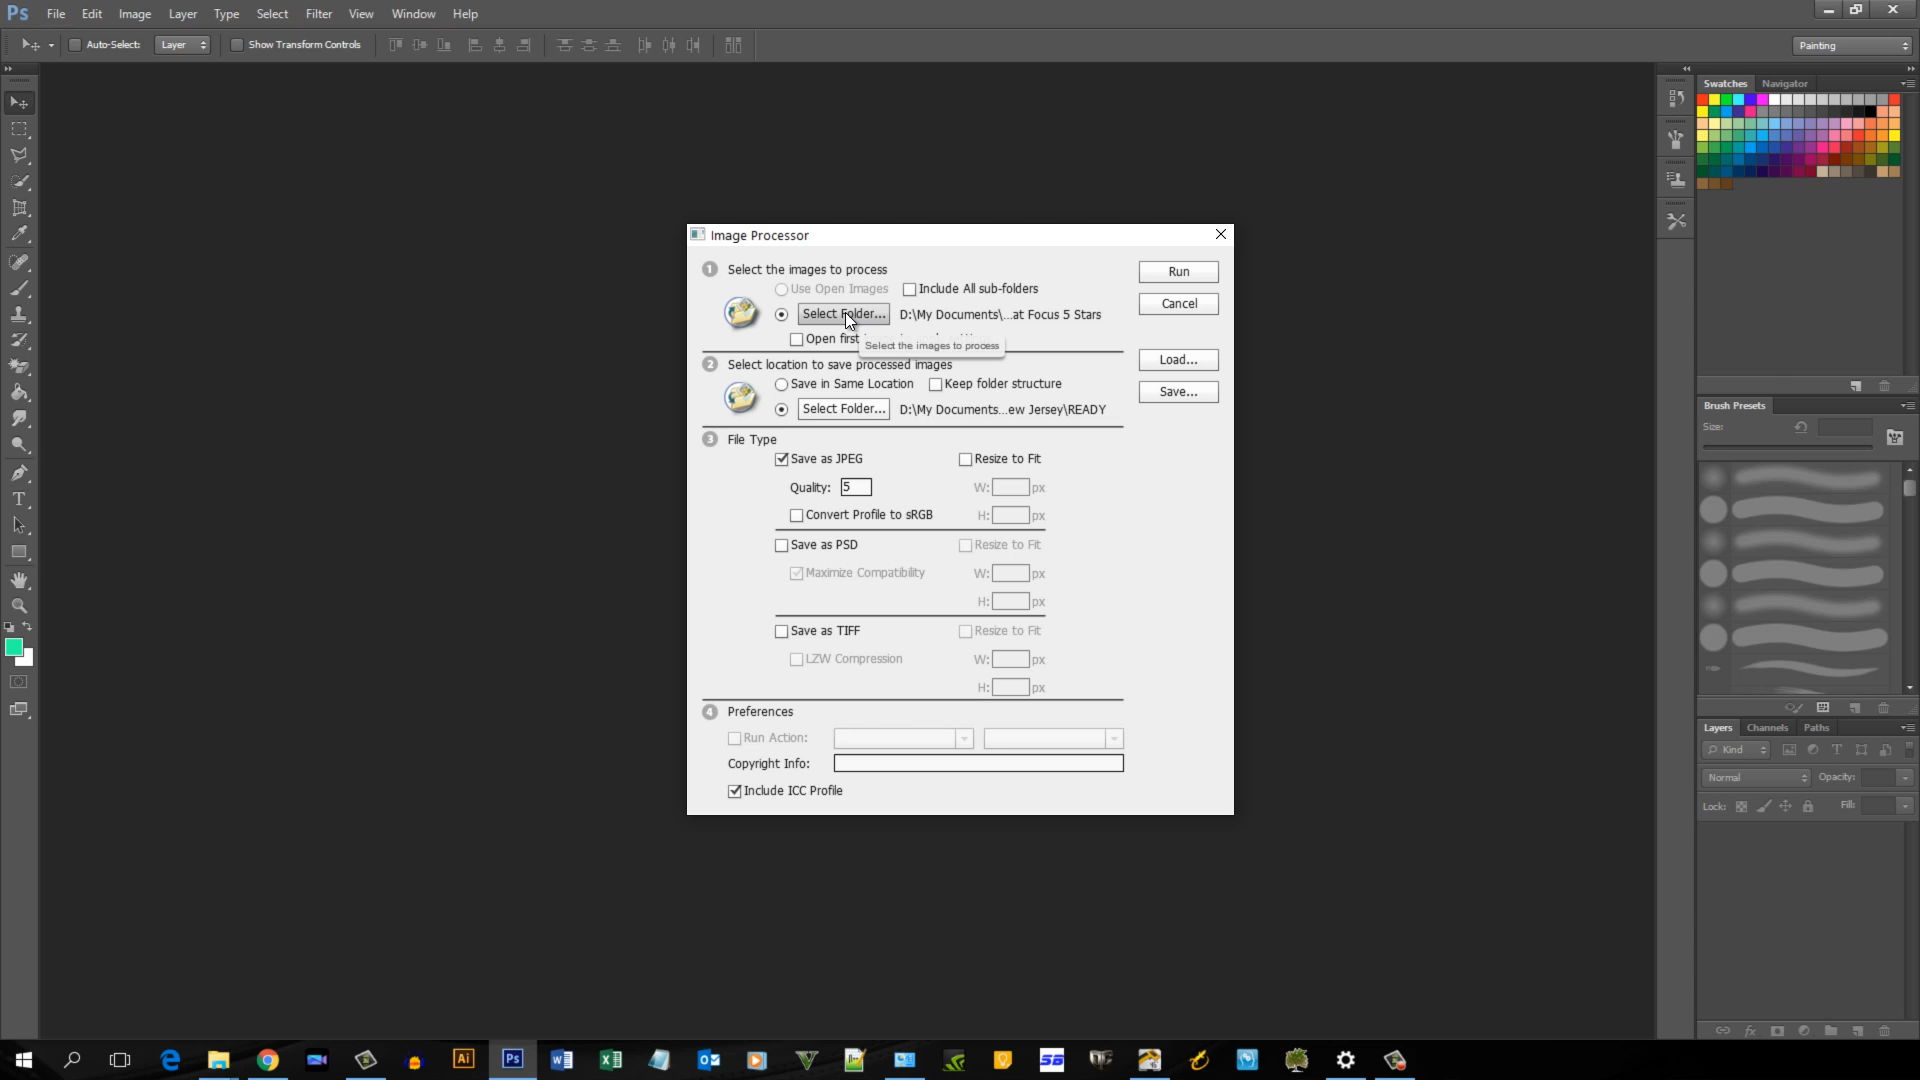 Ps File Edit Image Layer Type Select Filter View Window Help
Auto-Select: Layer Show Transform Controls Painting
Swatches Navigator
Image Processor
1 Select the images to process
Use Open Images Include All sub-folders
Select Folder... D:\My Documents\...at Focus 5 Stars
Open first
Select the images to process
Run
Cancel
Load...
Save...
2 Select location to save processed images
Save in Same Location Keep folder structure
Select Folder... D:\My Documents...ew Jersey\READY
3 File Type
Save as JPEG Resize to Fit
Quality: 5 W: px
Convert Profile to sRGB H: px
Save as PSD Resize to Fit
Maximize Compatibility W: px
H: px
Save as TIFF Resize to Fit
LZW Compression W: px
H: px
4 Preferences
Run Action:
Copyright Info:
Include ICC Profile
Brush Presets
Size:
Layers Channels Paths
Kind
Normal Opacity:
Lock: Fill:
Ai Ps